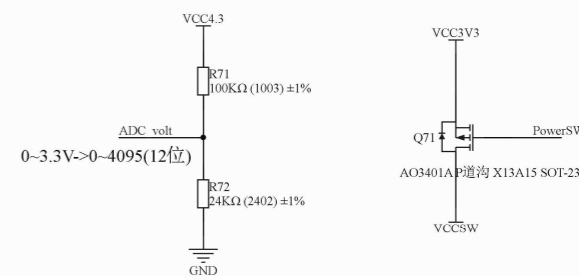 VCC4.3
R71
100KΩ (1003) ±1%
ADC_volt
0~3.3V->0~4095(12位)
R72
24KΩ (2402) ±1%
GND
VCC3V3
Q71
PowerSW
AO3401A P道沟 X13A15 SOT-23
VCCSW